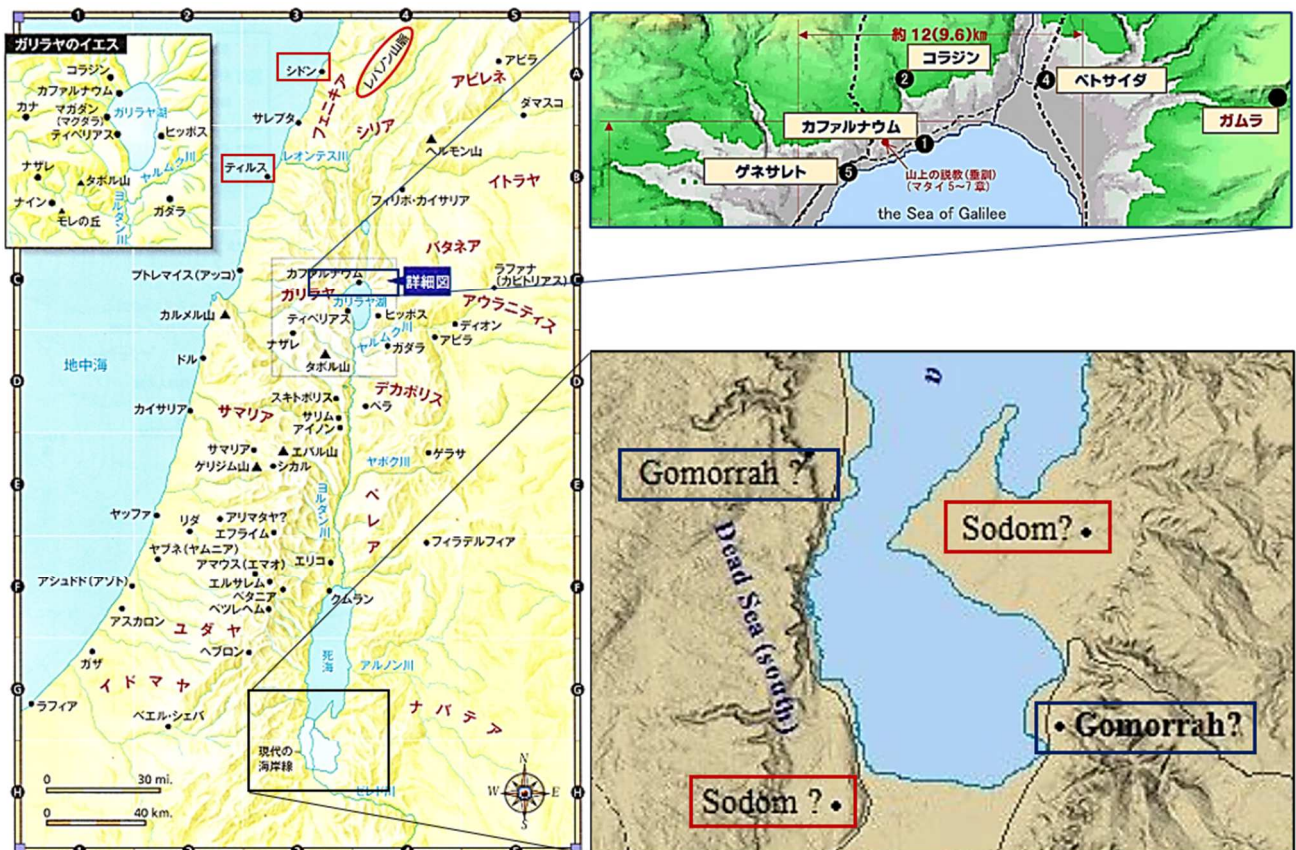 ガリラヤのイエス
コラジン
カファルナウム
カナ
マガダン
(マクダラ)
ガリラヤ湖
ティベリアス
ヒッポス
ヤルムク川
ナザレ
タボル山
ナイン
モレの丘
ヨルダン川
ガダラ
1
2
3
4
5
A
B
C
D
E
F
G
H
シドン
レバノン山脈
アビラ
アビレネ
ダマスコ
フェニキア
サレプタ
シリア
ヘルモン山
レオンテス川
ティルス
イトラヤ
フィリポ・カイサリア
バタネア
プトレマイス(アッコ)
カファルナウム
詳細図
ラファナ
(カピトリアス)
ガリラヤ
ガリラヤ湖
アウラニティス
カルメル山
ティベリアス
ヒッポス
ディオン
ヤルムク川
アビラ
ナザレ
ガダラ
地中海
ドル
タボル山
デカポリス
スキトポリス
ペラ
カイサリア
サマリア
サリム
アイノン
サマリア
エバル山
ゲラサ
ゲリジム山
シカル
ヤボク川
ヨルダン川
ペレア
ヤッファ
リダ
アリマタヤ?
エフライム
フィラデルフィア
ヤブネ(ヤムニア)
アマウス(エマオ)
エリコ
アシュドド(アゾト)
エルサレム
ベタニア
クムラン
アスカロン
ベツレヘム
ユダヤ
ガザ
ヘブロン
死海
アルノン川
イドマヤ
ラフィア
ベエル・シェバ
ナバテア
現代の
海岸線
ゼレド川
0 30 mi.
0 40 km.
N
W E
S
約12(9.6)km
コラジン
2
4
ベトサイダ
ガムラ
カファルナウム
1
ゲネサレト
5
山上の説教(垂訓)
(マタイ5~7章)
the Sea of Galilee
Gomorrah ?
Sodom?
Dead Sea (south)
Gomorrah?
Sodom ?